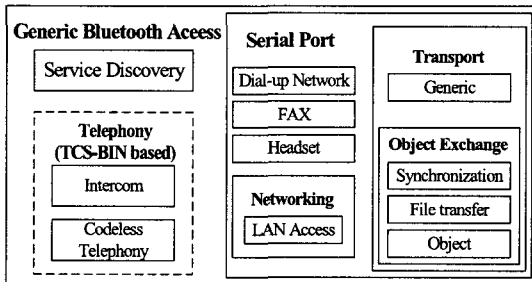 Generic Bluetooth Aceess
Service Discovery
Telephony
(TCS-BIN based)
Intercom
Codeless
Telephony
Serial Port
Dial-up Network
FAX
Headset
Networking
LAN Access
Transport
Generic
Object Exchange
Synchronization
File transfer
Object